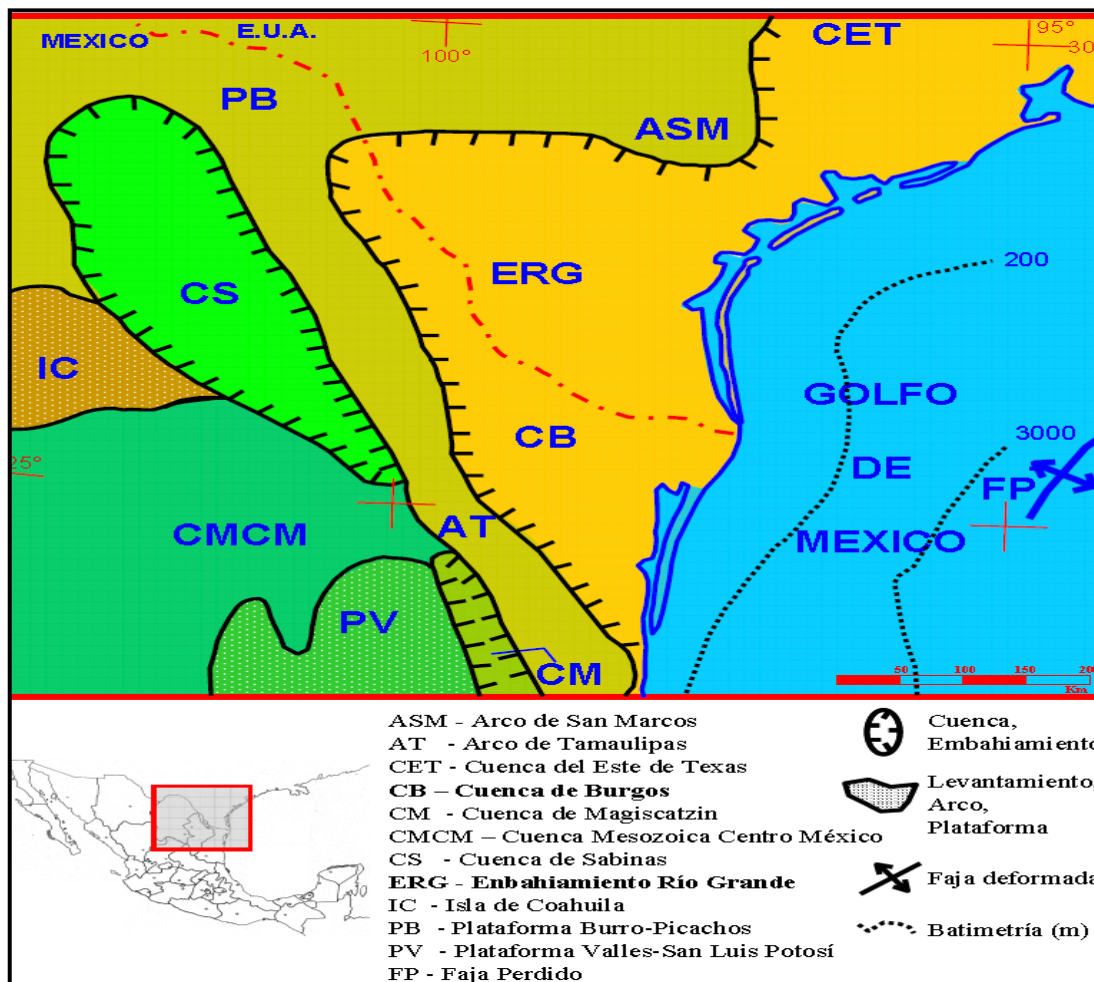 MEXICO
E.U.A.
CET
95°
30
100°
PB
ASM
ERG
200
CS
IC
GOLFO
CB
3000
25°
DE
FP
CMCM
AT
MEXICO
PV
CM
50 100 150 200
Km
ASM - Arco de San Marcos
AT - Arco de Tamaulipas
CET - Cuenca del Este de Texas
CB – Cuenca de Burgos
CM - Cuenca de Magiscatzin
CMCM – Cuenca Mesozoica Centro México
CS - Cuenca de Sabinas
ERG - Enbahiamiento Río Grande
IC - Isla de Coahuila
PB - Plataforma Burro-Picachos
PV - Plataforma Valles-San Luis Potosí
FP - Faja Perdido
Cuenca,
Embahiamiento
Levantamiento,
Arco,
Plataforma
Faja deformada
Batimetría (m)